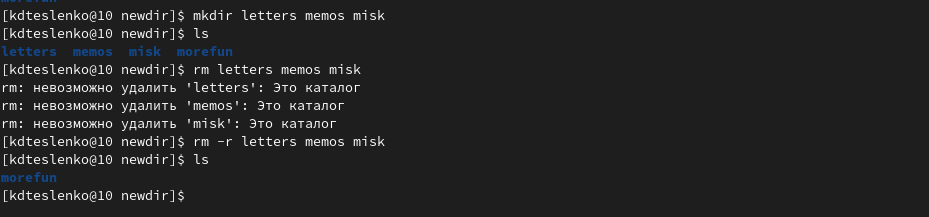 morefun
[kdteslenko@10 newdir]$ mkdir letters memos misk
[kdteslenko@10 newdir]$ ls
letters  memos  misk  morefun
[kdteslenko@10 newdir]$ rm letters memos misk
rm: невозможно удалить 'letters': Это каталог
rm: невозможно удалить 'memos': Это каталог
rm: невозможно удалить 'misk': Это каталог
[kdteslenko@10 newdir]$ rm -r letters memos misk
[kdteslenko@10 newdir]$ ls
morefun
[kdteslenko@10 newdir]$